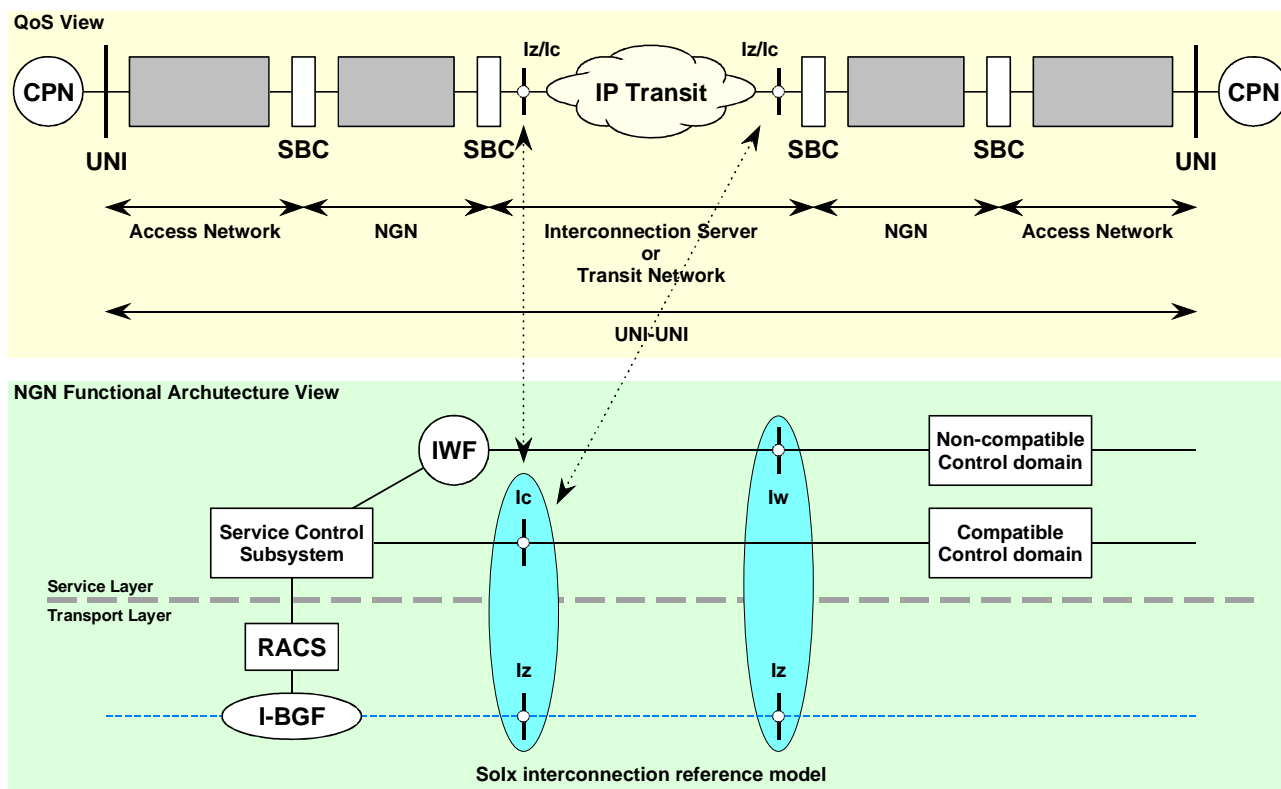 QoS View
Iz/Ic
Iz/Ic
CPN
IP Transit
CPN
UNI
SBC
SBC
SBC
SBC
UNI
Access Network
NGN
Interconnection Server
or
Transit Network
NGN
Access Network
UNI-UNI
NGN Functional Archutecture View
IWF
Non-compatible
Control domain
Ic
Iw
Service Control
Subsystem
Compatible
Control domain
Service Layer
Transport Layer
RACS
Iz
Iz
I-BGF
SoIx interconnection reference model